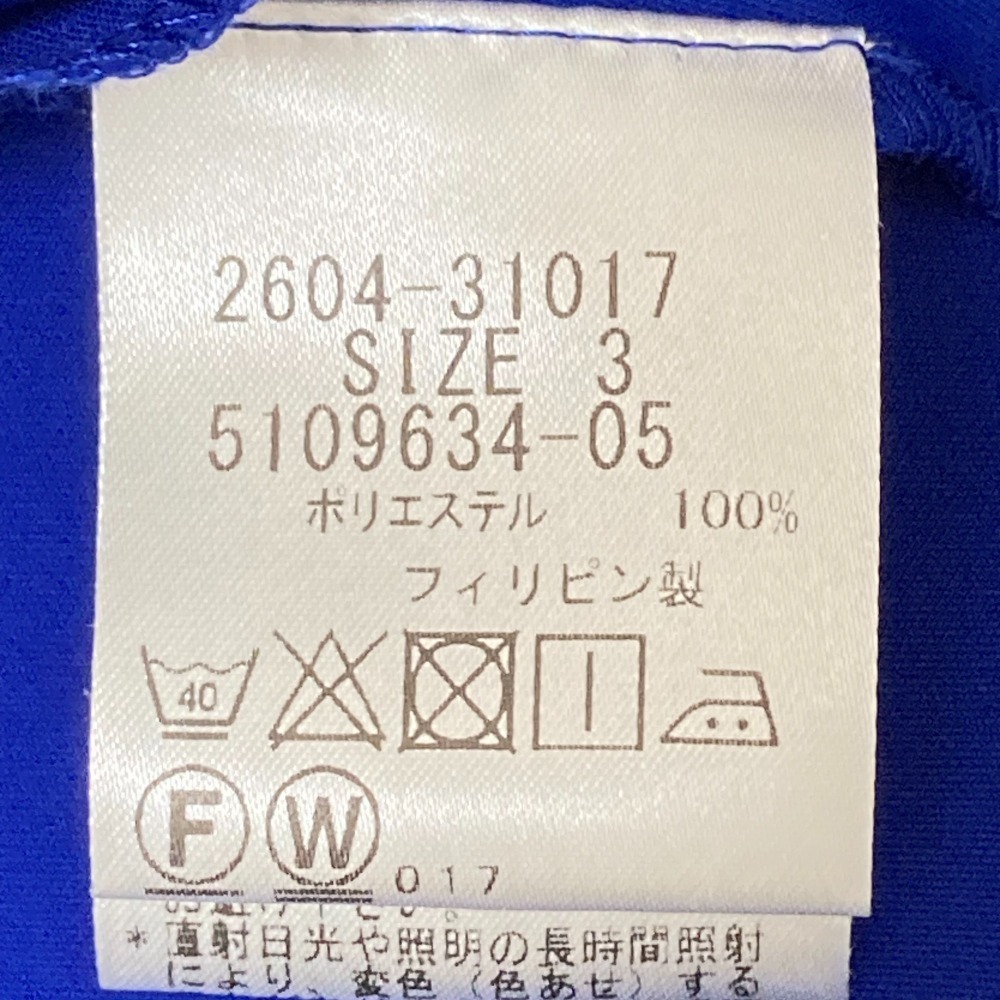 2604-31017
SIZE 3
5109634-05
ポリエステル 100%
フィリピン製
40
F W 017
*直射日光や照明の長時間照射
により、変色(色あせ)する